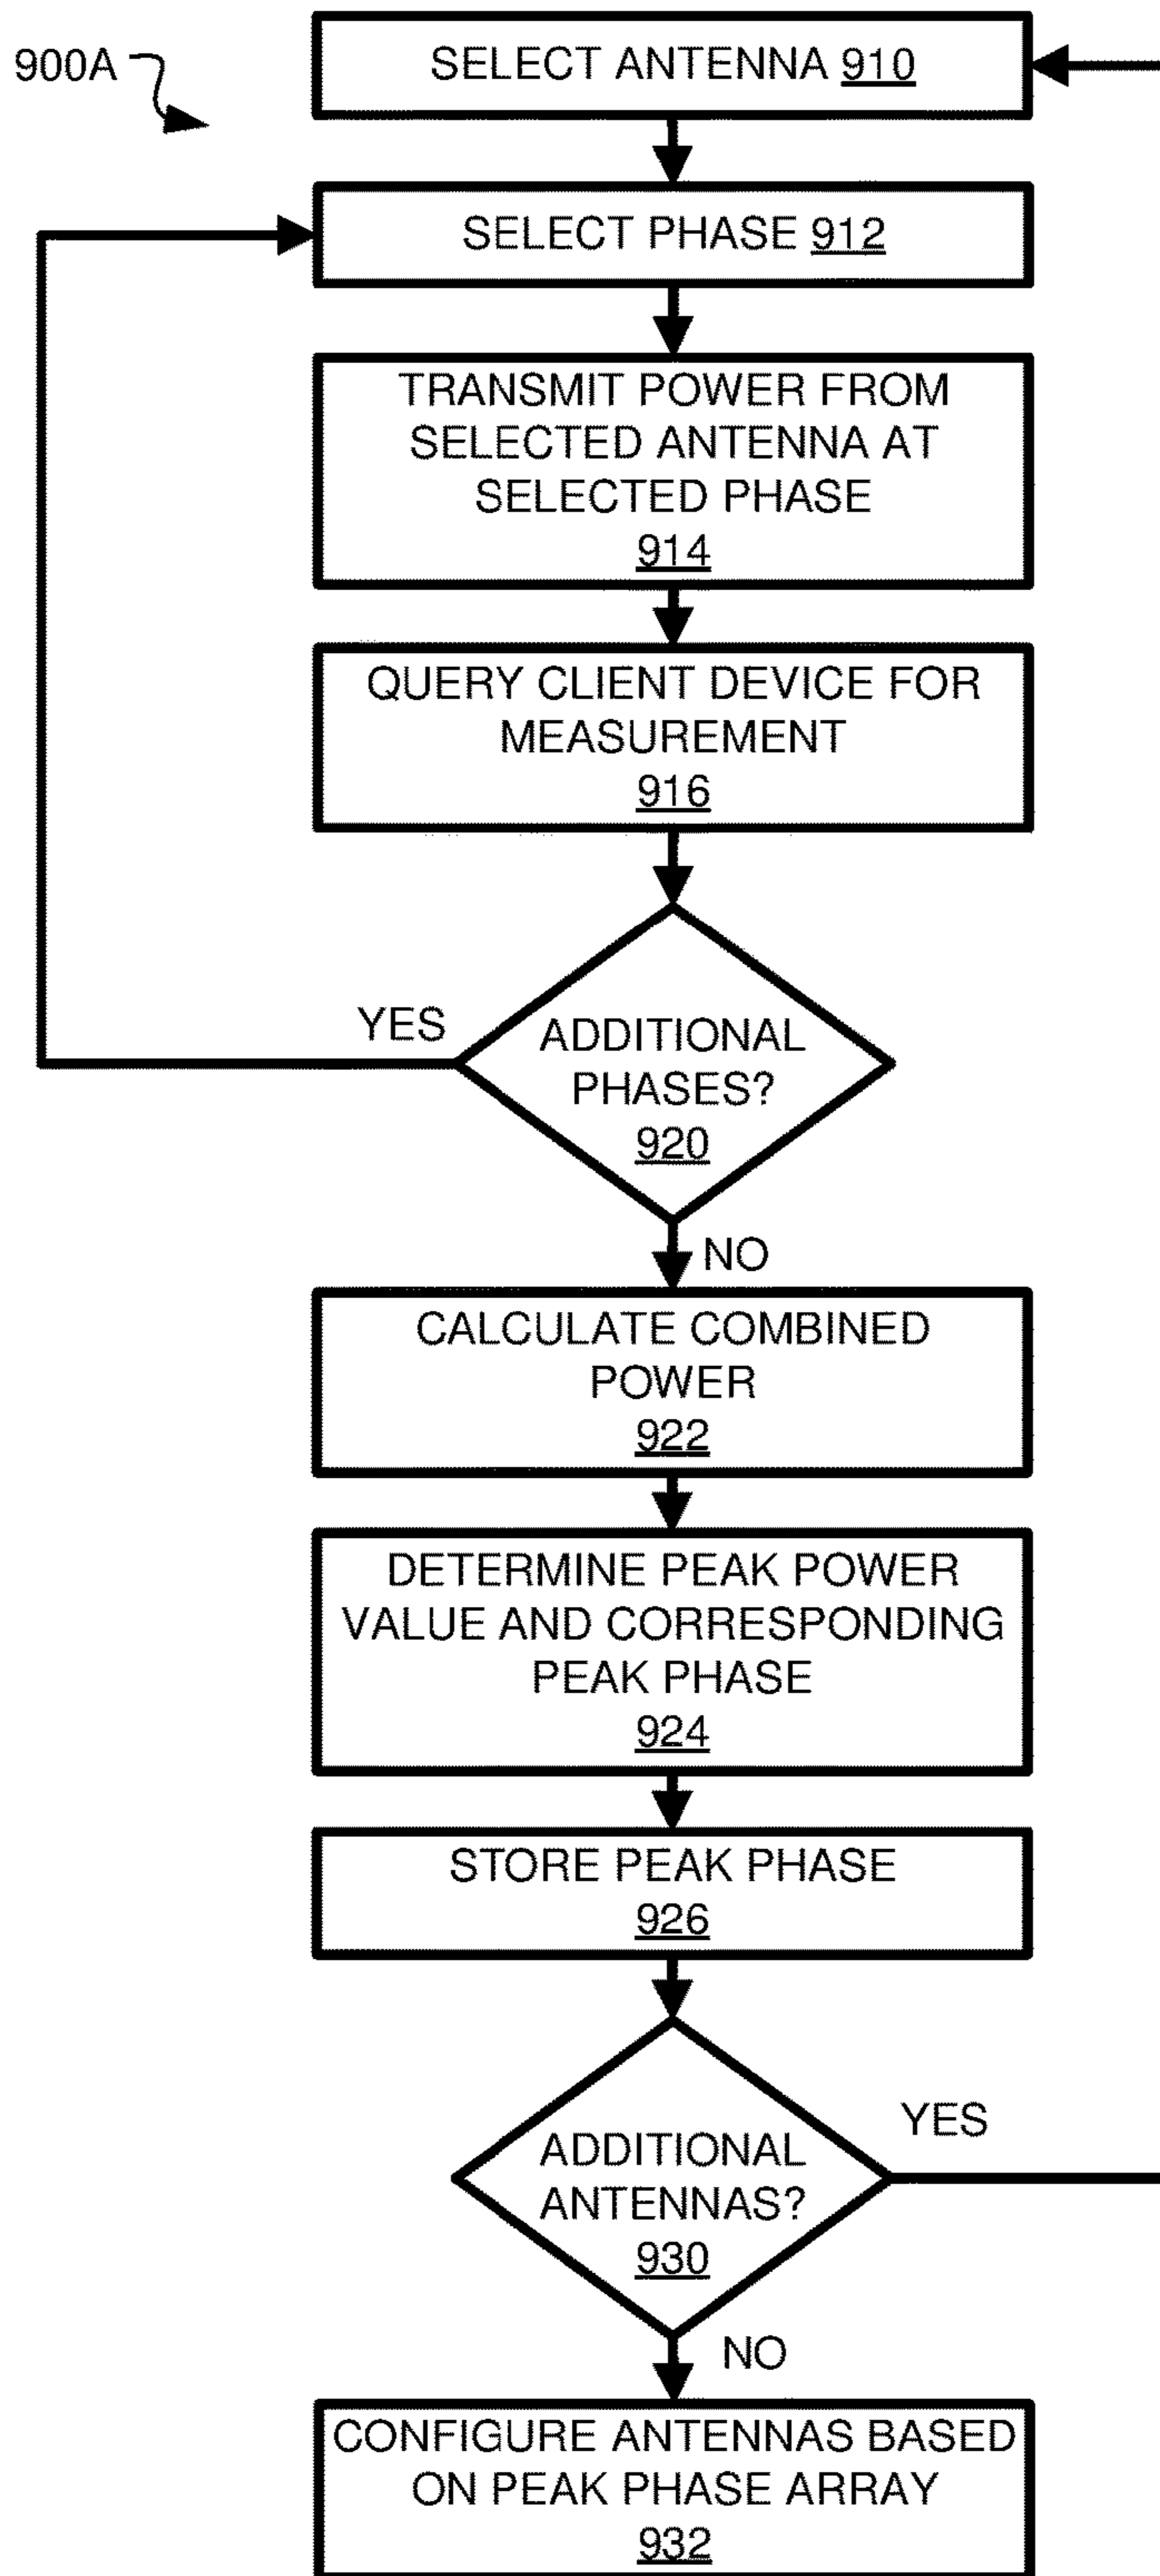 900A
SELECT ANTENNA 910
SELECT PHASE 912
TRANSMIT POWER FROM
SELECTED ANTENNA AT
SELECTED PHASE
914
QUERY CLIENT DEVICE FOR
MEASUREMENT
916
YES
ADDITIONAL
PHASES?
920
NO
CALCULATE COMBINED
POWER
922
DETERMINE PEAK POWER
VALUE AND CORRESPONDING
PEAK PHASE
924
STORE PEAK PHASE
926
YES
ADDITIONAL
ANTENNAS?
930
NO
CONFIGURE ANTENNAS BASED
ON PEAK PHASE ARRAY
932